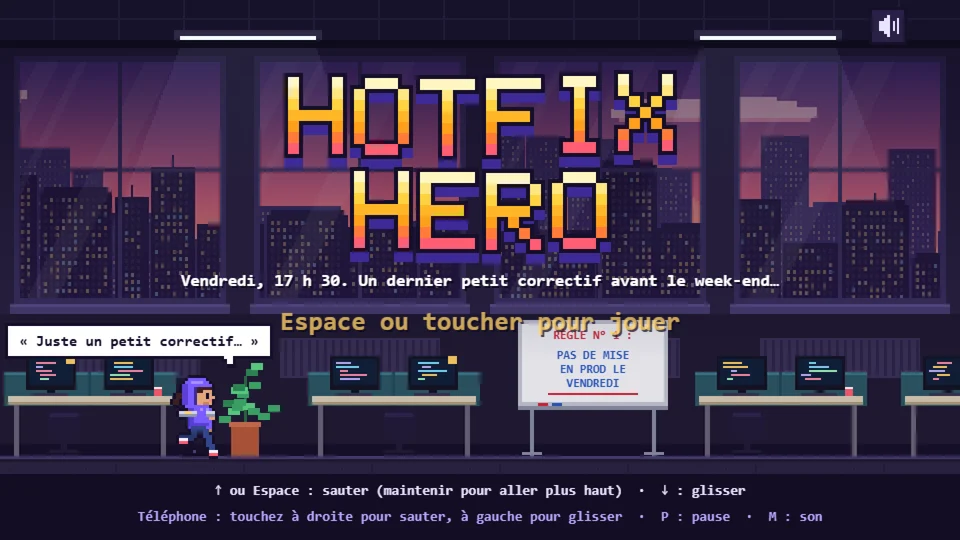 HOTFIX
HERO
Vendredi, 17 h 30. Un dernier petit correctif avant le week-end…
Espace ou toucher pour jouer
« Juste un petit correctif… »
RÈGLE N° 1 :
PAS DE MISE
EN PROD LE
VENDREDI
↑ ou Espace : sauter (maintenir pour aller plus haut) · ↓ : glisser
Téléphone : touchez à droite pour sauter, à gauche pour glisser · P : pause · M : son